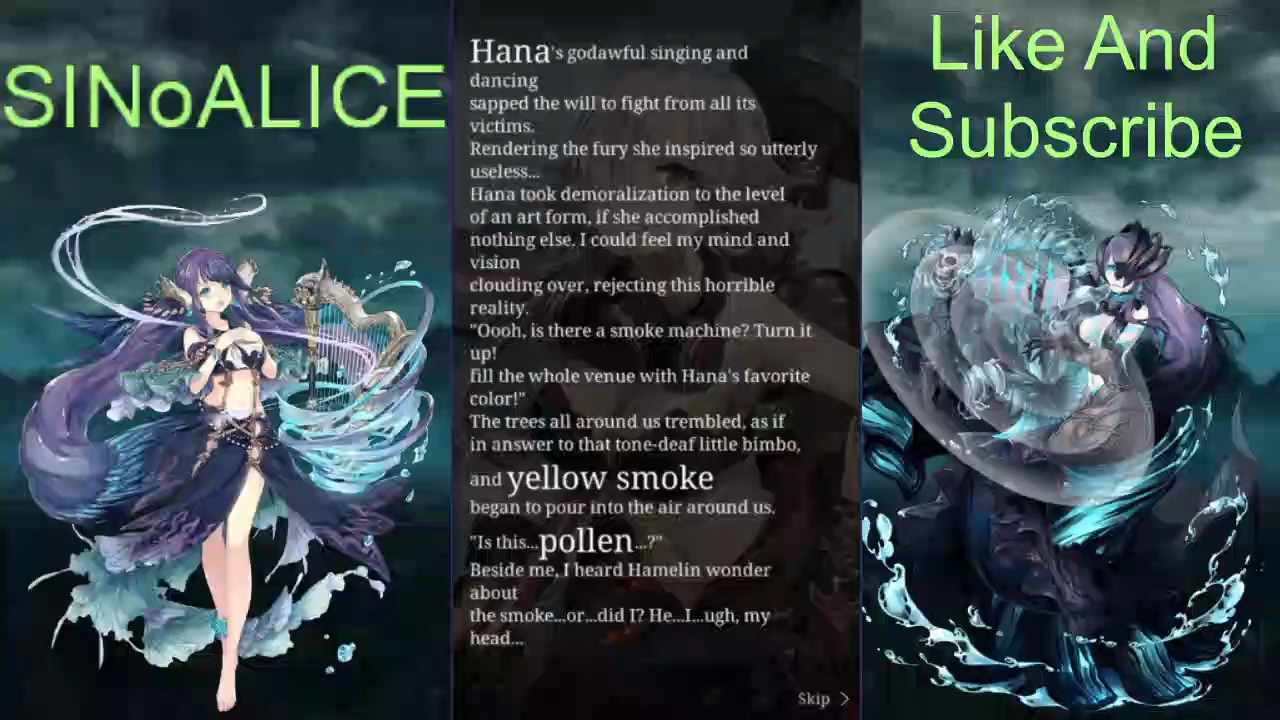 SINoALICE
Hana's godawful singing and
dancing
sapped the will to fight from all its
victims.
Rendering the fury she inspired so utterly
useless...
Hana took demoralization to the level
of an art form, if she accomplished
nothing else. I could feel my mind and
vision
clouding over, rejecting this horrible
reality.
"Oooh, is there a smoke machine? Turn it
up!
fill the whole venue with Hana's favorite
color!"
The trees all around us trembled, as if
in answer to that tone-deaf little bimbo,
and yellow smoke
began to pour into the air around us.
"Is this...pollen...?"
Beside me, I heard Hamelin wonder
about
the smoke...or...did I? He...I...ugh, my
head...
Skip >
Like And
Subscribe